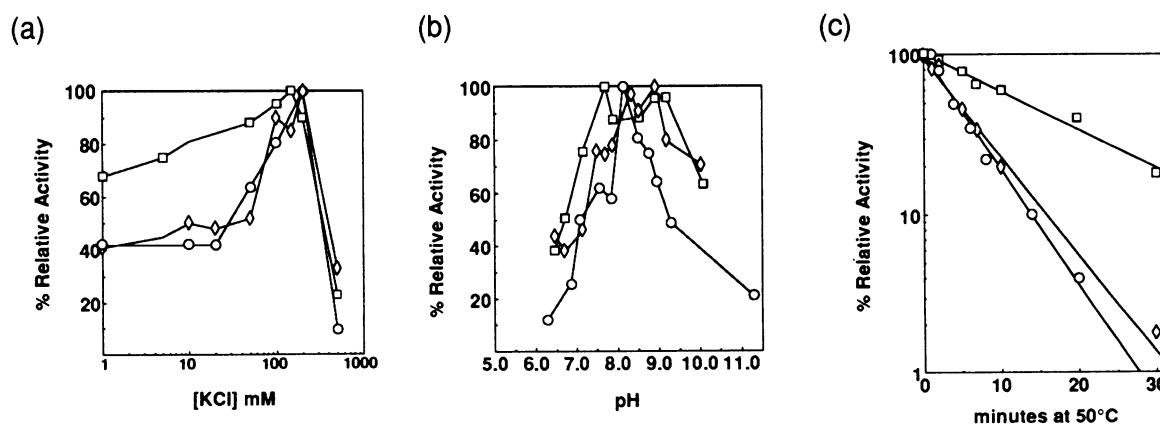 (a)
(b)
(c)
100
80
60
40
20
1
10
100
1000
% Relative Activity
[KCl] mM
100
80
60
40
20
5.0 6.0 7.0 8.0 9.0 10.0 11.0
% Relative Activity
pH
100
10
1
0 10 20 30
% Relative Activity
minutes at 50°C